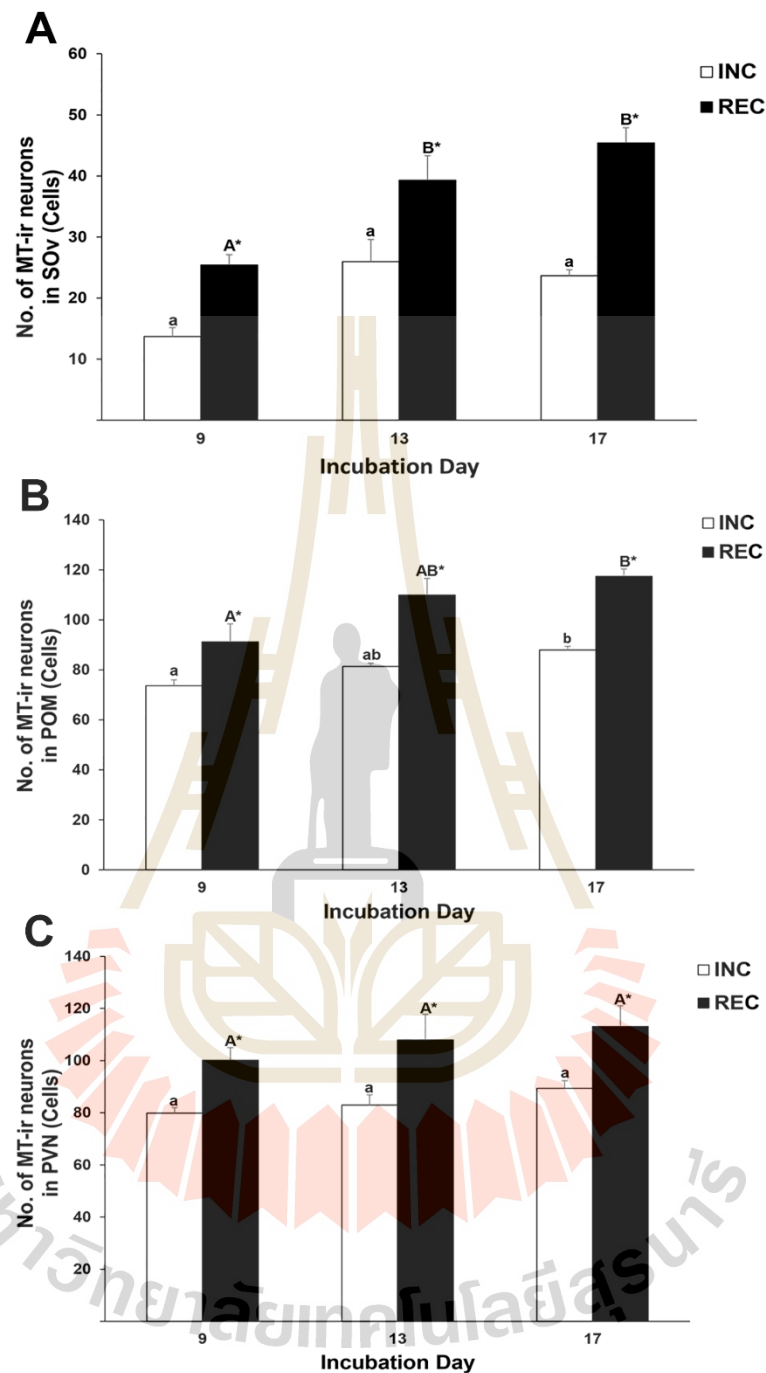 A
60
50
40
30
20
10
No. of MT-ir neurons
in SOv (Cells)
INC
REC
a
A*
a
B*
a
B*
9
13
17
Incubation Day
B
140
120
100
80
60
40
20
0
No. of MT-ir neurons
in POM (Cells)
INC
REC
a
A*
ab
AB*
b
B*
9
13
17
Incubation Day
C
140
120
100
80
60
40
20
No. of MT-ir neurons
in PVN (Cells)
INC
REC
a
A*
a
A*
a
A*
9
13
17
Incubation Day